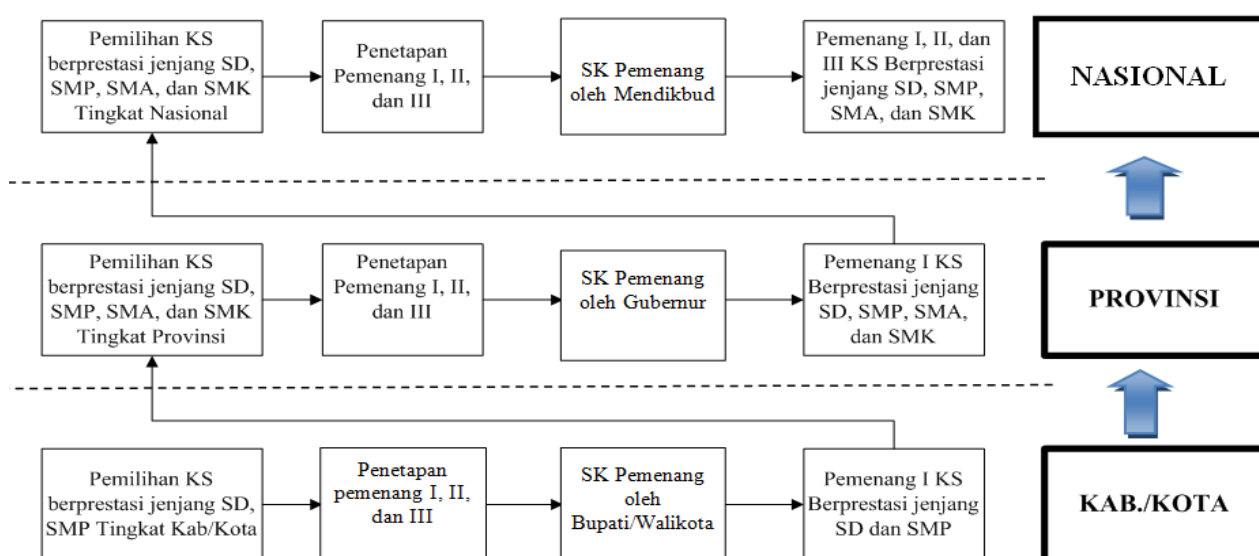 Pemilihan KS
berprestasi jenjang SD,
SMP, SMA, dan SMK
Tingkat Nasional
Penetapan
Pemenang I, II,
dan III
SK Pemenang
oleh Mendikbud
Pemenang I, II, dan
III KS Berprestasi
jenjang SD, SMP,
SMA, dan SMK
NASIONAL
Pemilihan KS
berprestasi jenjang SD,
SMP, SMA, dan SMK
Tingkat Provinsi
Penetapan
Pemenang I, II,
dan III
SK Pemenang
oleh Gubernur
Pemenang I KS
Berprestasi jenjang
SD, SMP, SMA,
dan SMK
PROVINSI
Pemilihan KS
berprestasi jenjang SD,
SMP Tingkat Kab/Kota
Penetapan
pemenang I, II,
dan III
SK Pemenang
oleh
Bupati/Walikota
Pemenang I KS
Berprestasi jenjang
SD dan SMP
KAB./KOTA